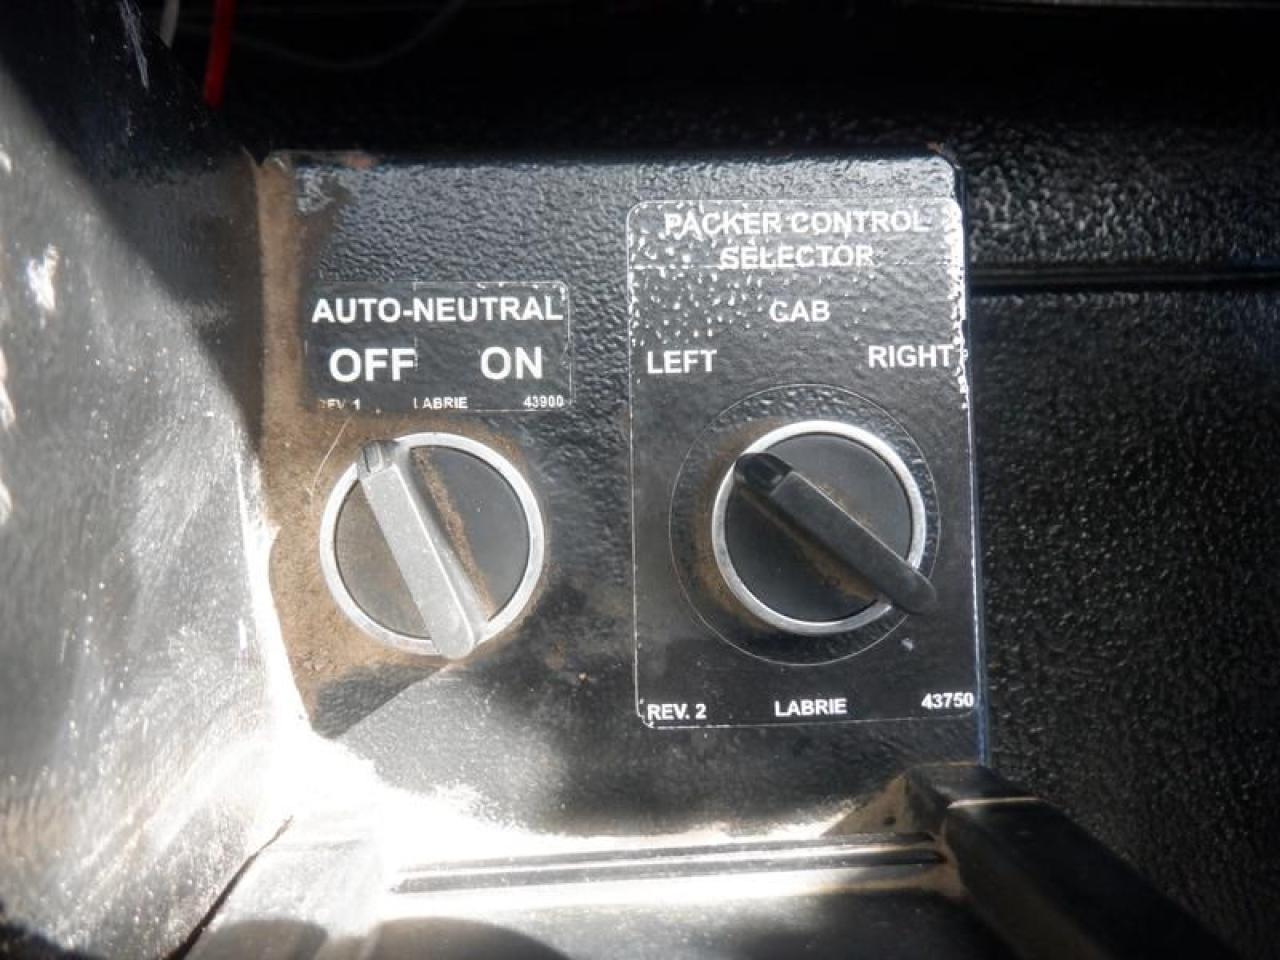 AUTO-NEUTRAL
OFF ON
REV. 1 LABRIE 43900
PACKER CONTROL
SELECTOR
CAB
LEFT RIGHT
REV. 2 LABRIE 43750